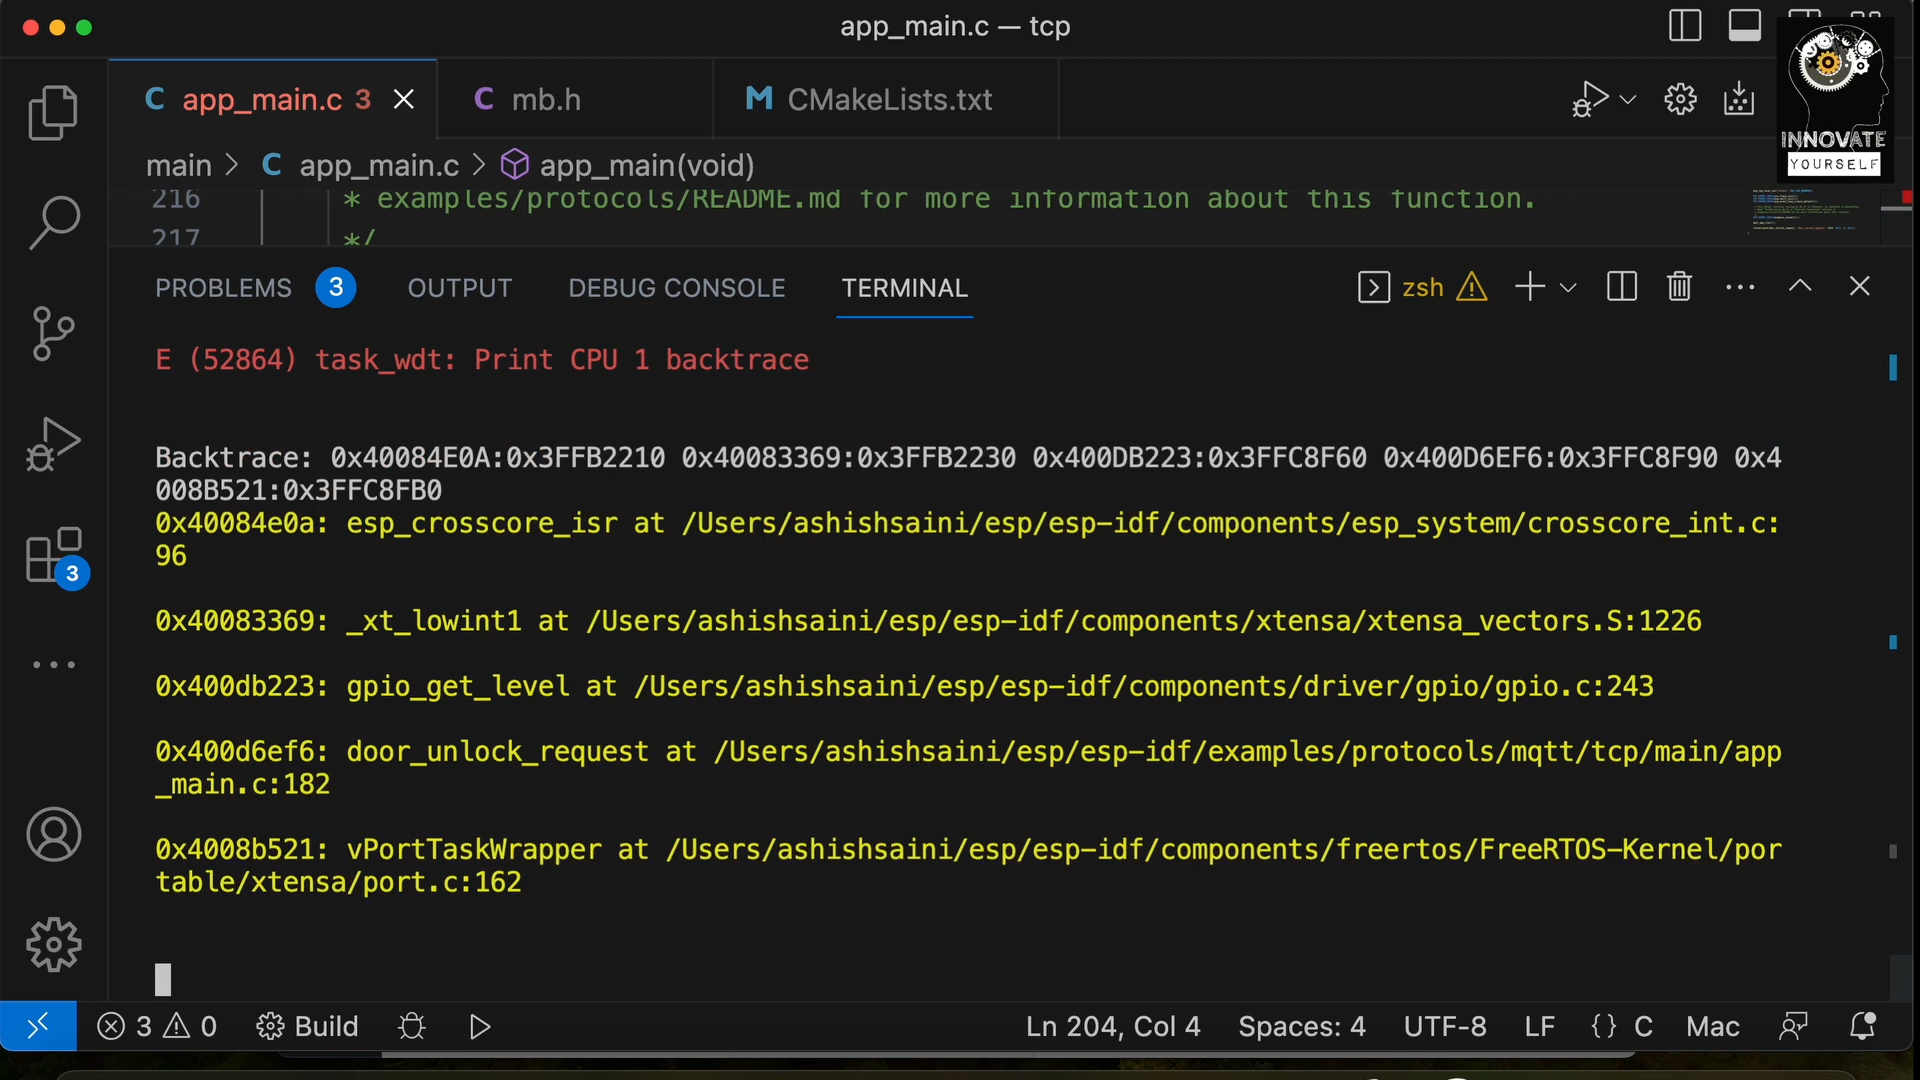 app_main.c — tcp
INNOVATE
YOURSELF
C app_main.c 3
C mb.h
M CMakeLists.txt
main > C app_main.c > app_main(void)
216 * examples/protocols/README.md for more information about this function.
217 */
PROBLEMS 3 OUTPUT DEBUG CONSOLE TERMINAL zsh
E (52864) task_wdt: Print CPU 1 backtrace
Backtrace: 0x40084E0A:0x3FFB2210 0x40083369:0x3FFB2230 0x400DB223:0x3FFC8F60 0x400D6EF6:0x3FFC8F90 0x4
008B521:0x3FFC8FB0
0x40084e0a: esp_crosscore_isr at /Users/ashishsaini/esp/esp-idf/components/esp_system/crosscore_int.c:
96
0x40083369: _xt_lowint1 at /Users/ashishsaini/esp/esp-idf/components/xtensa/xtensa_vectors.S:1226
0x400db223: gpio_get_level at /Users/ashishsaini/esp/esp-idf/components/driver/gpio/gpio.c:243
0x400d6ef6: door_unlock_request at /Users/ashishsaini/esp/esp-idf/examples/protocols/mqtt/tcp/main/app
_main.c:182
0x4008b521: vPortTaskWrapper at /Users/ashishsaini/esp/esp-idf/components/freertos/FreeRTOS-Kernel/por
table/xtensa/port.c:162
3
3 0 Build Ln 204, Col 4 Spaces: 4 UTF-8 LF {} C Mac